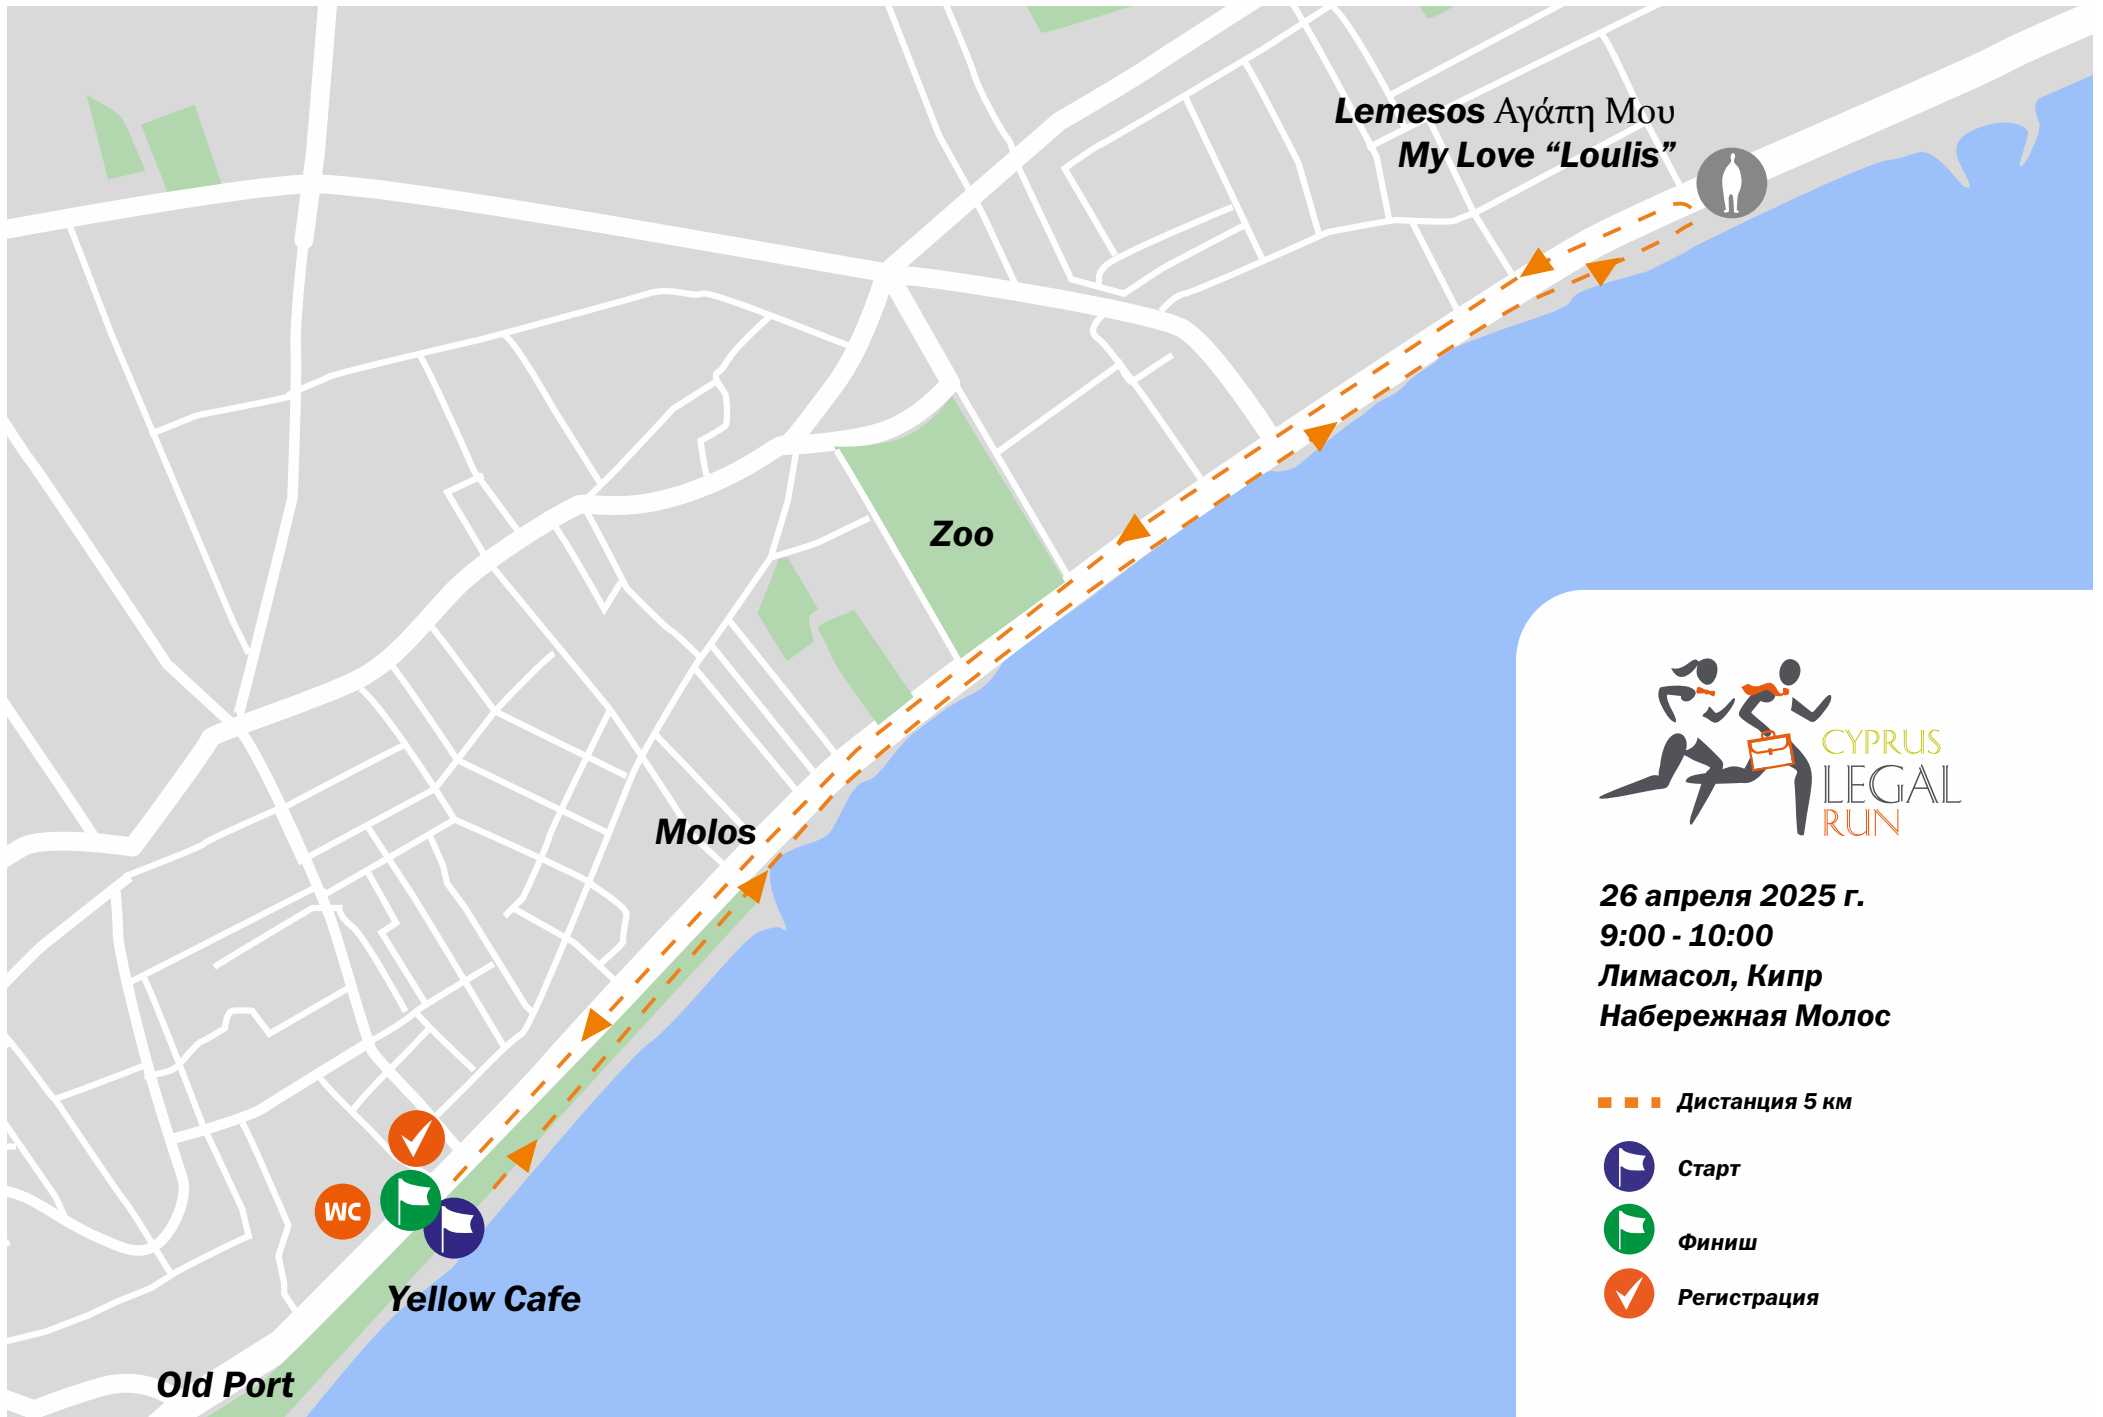 Lemesos Αγάπη Μου
My Love “Loulis”
Zoo
Molos
WC
Yellow Cafe
Old Port
CYPRUS
LEGAL
RUN
26 апреля 2025 г.
9:00 - 10:00
Лимасол, Кипр
Набережная Молос
Дистанция 5 км
Старт
Финиш
Регистрация